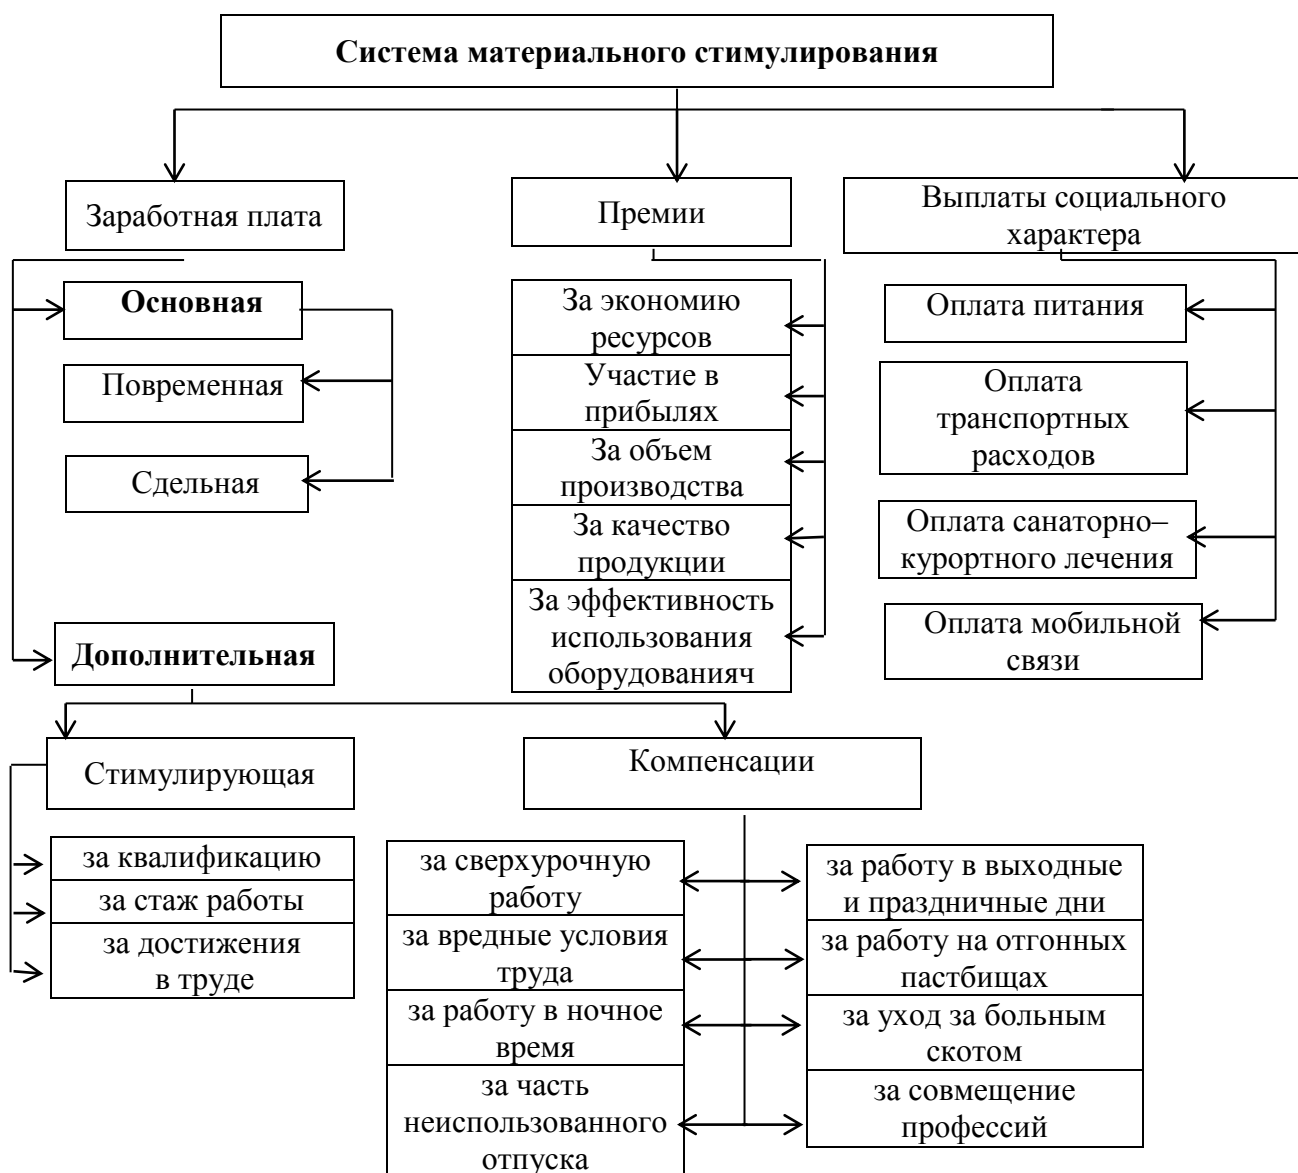 Система материального стимулирования
Заработная плата
Премии
Выплаты социального
характера
Основная
Повременная
Сдельная
За экономию
ресурсов
Участие в
прибылях
За объем
производства
За качество
продукции
За эффективность
использования
оборудованияч
Оплата питания
Оплата
транспортных
расходов
Оплата санаторно–
курортного лечения
Оплата мобильной
связи
Дополнительная
Стимулирующая
Компенсации
за квалификацию
за стаж работы
за достижения
в труде
за сверхурочную
работу
за вредные условия
труда
за работу в ночное
время
за часть
неиспользованного
отпуска
за работу в выходные
и праздничные дни
за работу на отгонных
пастбищах
за уход за больным
скотом
за совмещение
профессий